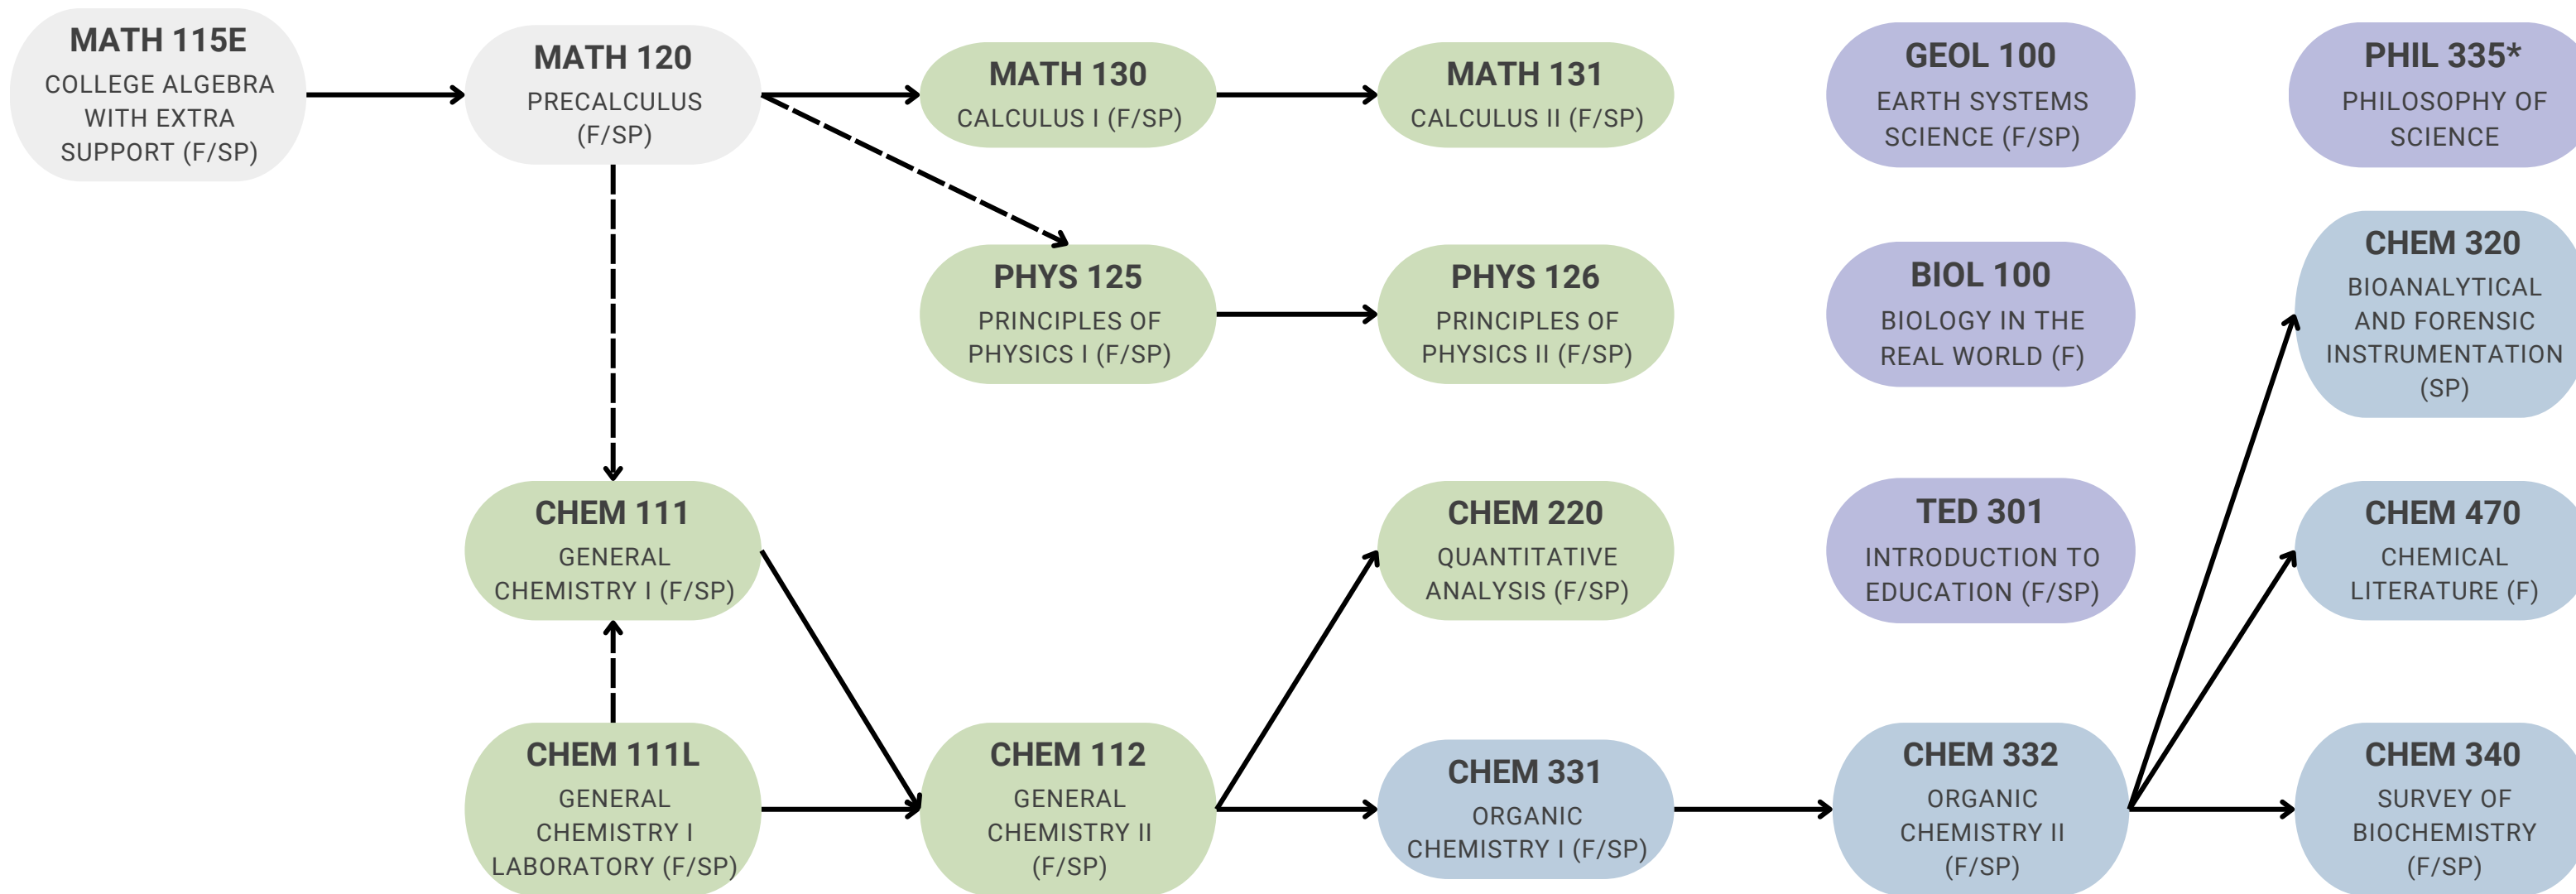 MATH 115E
COLLEGE ALGEBRA
WITH EXTRA
SUPPORT (F/SP)
MATH 120
PRECALCULUS
(F/SP)
MATH 130
CALCULUS I (F/SP)
MATH 131
CALCULUS II (F/SP)
GEOL 100
EARTH SYSTEMS
SCIENCE (F/SP)
PHIL 335*
PHILOSOPHY OF
SCIENCE
PHYS 125
PRINCIPLES OF
PHYSICS I (F/SP)
PHYS 126
PRINCIPLES OF
PHYSICS II (F/SP)
BIOL 100
BIOLOGY IN THE
REAL WORLD (F)
CHEM 320
BIOANALYTICAL
AND FORENSIC
INSTRUMENTATION
(SP)
CHEM 111
GENERAL
CHEMISTRY I (F/SP)
CHEM 220
QUANTITATIVE
ANALYSIS (F/SP)
TED 301
INTRODUCTION TO
EDUCATION (F/SP)
CHEM 470
CHEMICAL
LITERATURE (F)
CHEM 111L
GENERAL
CHEMISTRY I
LABORATORY (F/SP)
CHEM 112
GENERAL
CHEMISTRY II
(F/SP)
CHEM 331
ORGANIC
CHEMISTRY I (F/SP)
CHEM 332
ORGANIC
CHEMISTRY II
(F/SP)
CHEM 340
SURVEY OF
BIOCHEMISTRY
(F/SP)